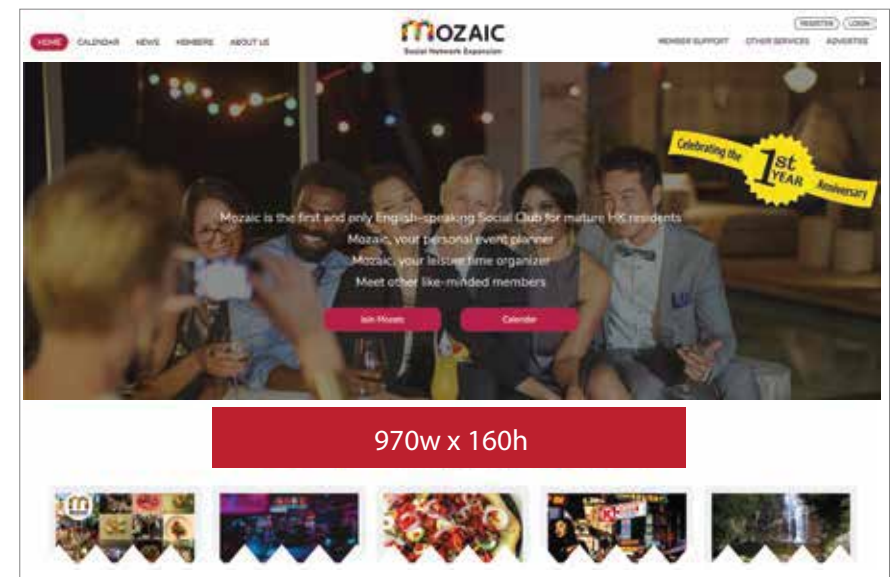 REGISTER LOGIN
HOME CALENDAR NEWS MEMBERS ABOUT US
MOZAIC
Social Network Expansion
MEMBER SUPPORT OTHER SERVICES ADVERTISE
Celebrating the
1st
YEAR
Anniversary
Mozaic is the first and only English-speaking Social Club for mature HK residents
Mozaic, your personal event planner
Mozaic, your leisure time organizer
Meet other like-minded members
Join Mozaic Calendar
970w x 160h